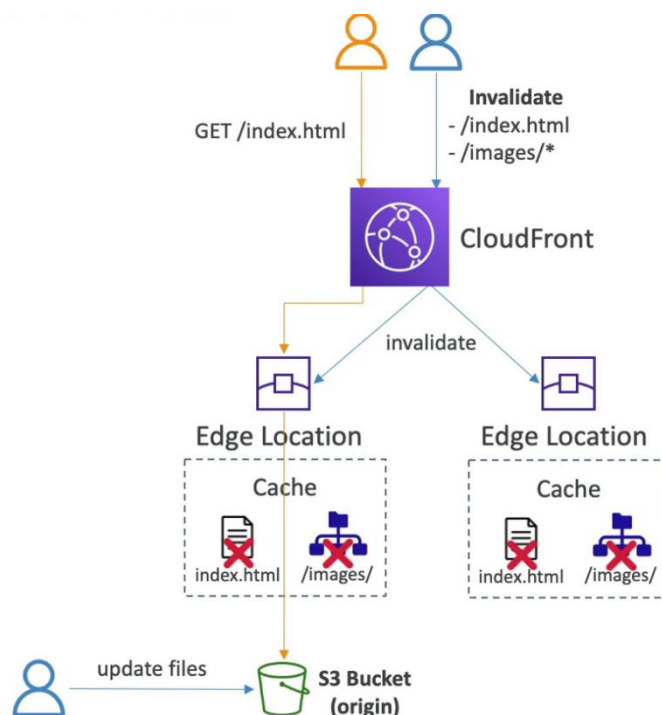 GET /index.html
Invalidate
- /index.html
- /images/*
CloudFront
invalidate
Edge Location
Edge Location
Cache
Cache
index.html
/images/
index.html
/images/
update files
S3 Bucket
(origin)